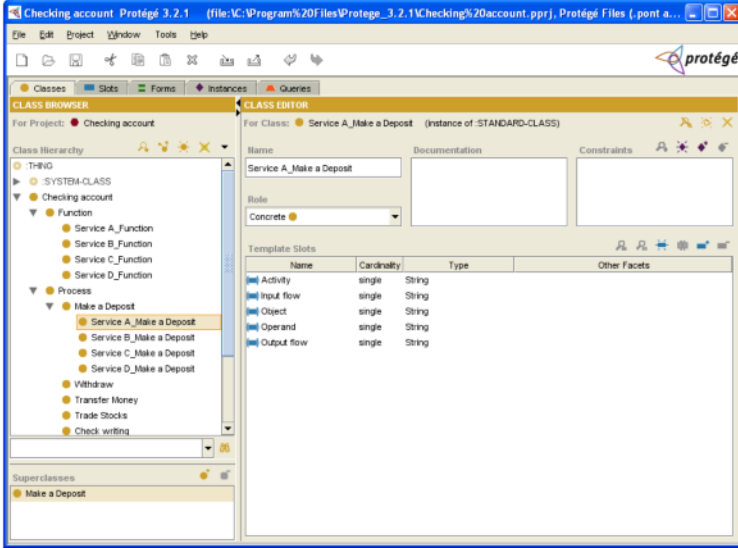 Checking account Protégé 3.2.1 (file:\C:\Program%20Files\Protege_3.2.1\Checking%20account.pprj, Protégé Files (.pont a...
File Edit Project Window Tools Help
protégé
Classes Slots Forms Instances Queries
CLASS BROWSER
For Project: Checking account
Class Hierarchy
:THING
:SYSTEM-CLASS
Checking account
Function
Service A_Function
Service B_Function
Service C_Function
Service D_Function
Process
Make a Deposit
Service A_Make a Deposit
Service B_Make a Deposit
Service C_Make a Deposit
Service D_Make a Deposit
Withdraw
Transfer Money
Trade Stocks
Check writing
Superclasses
Make a Deposit
CLASS EDITOR
For Class: Service A_Make a Deposit (instance of :STANDARD-CLASS)
Name Documentation Constraints
Service A_Make a Deposit
Role
Concrete
Template Slots
Name Cardinality Type Other Facets
Activity single String
Input flow single String
Object single String
Operand single String
Output flow single String